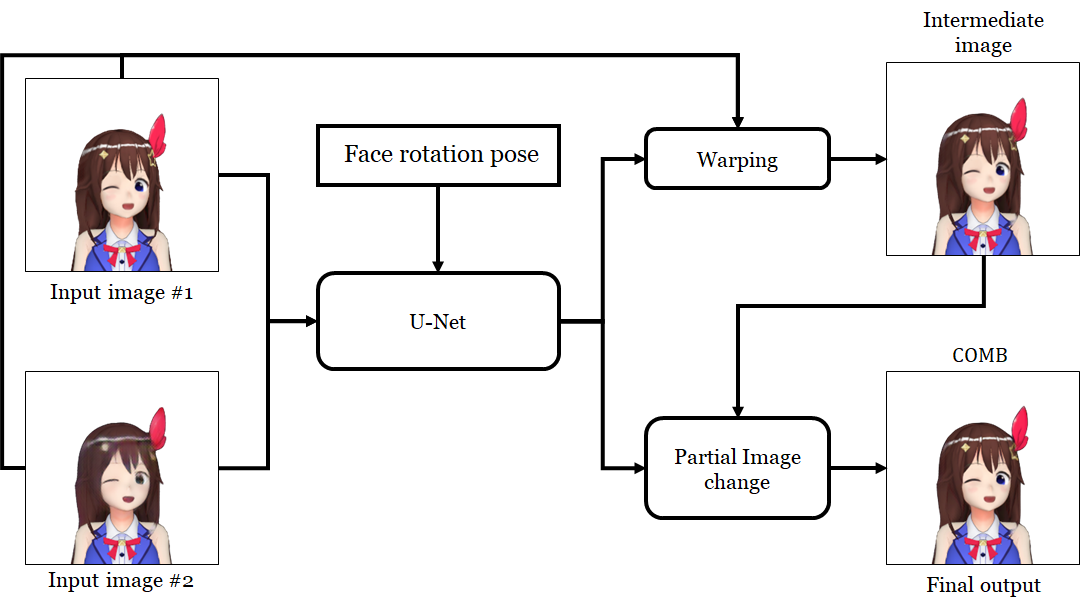 Intermediate
image
Face rotation pose
Warping
Input image #1
U-Net
COMB
Partial Image
change
Input image #2
Final output